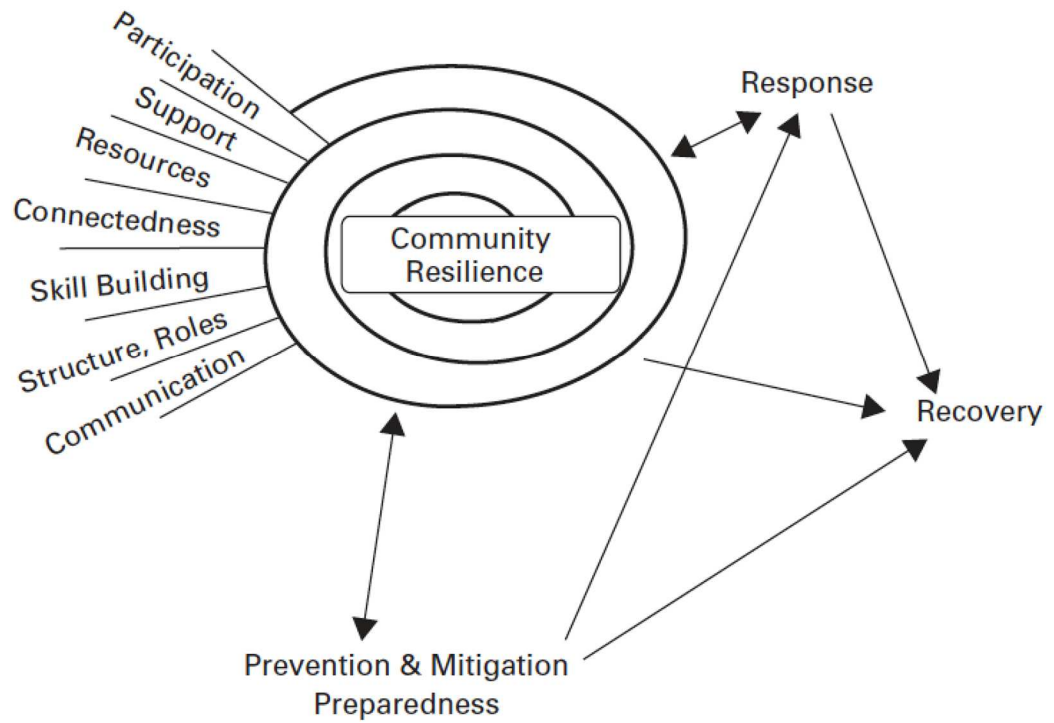 Participation
Support
Resources
Connectedness
Skill Building
Structure, Roles
Communication
Community
Resilience
Response
Recovery
Prevention & Mitigation
Preparedness